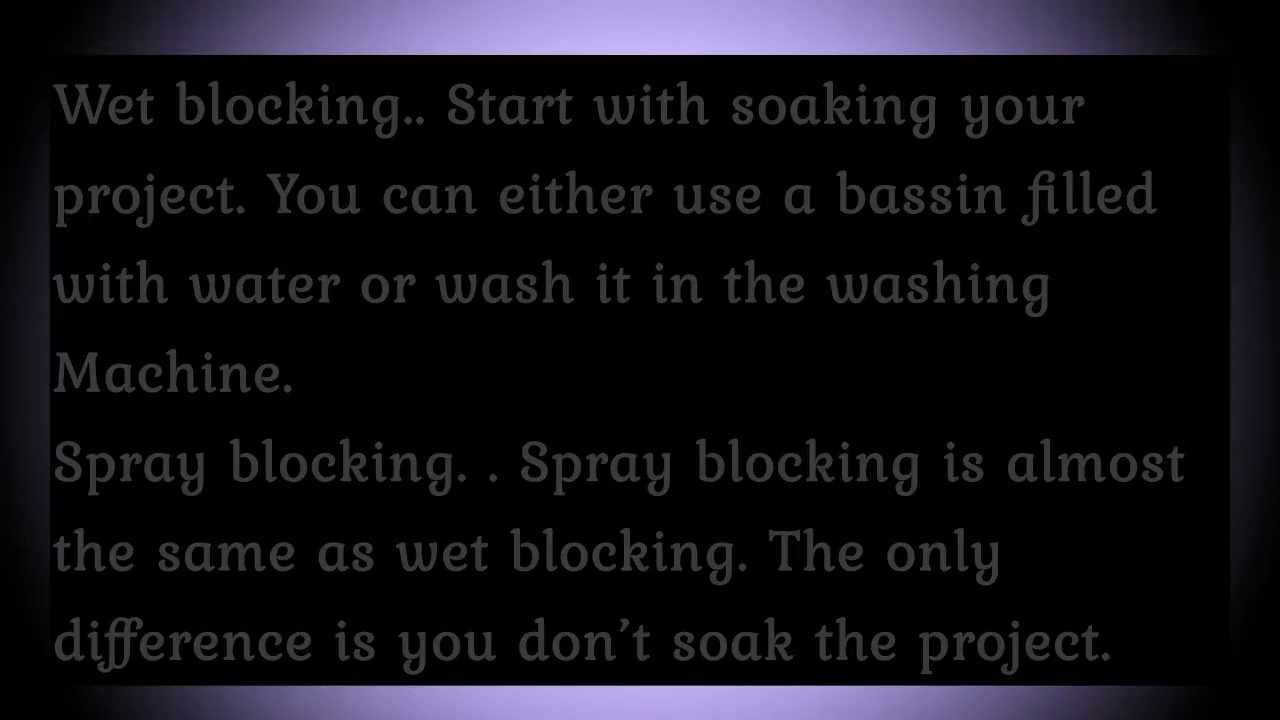 Wet blocking.. Start with soaking your
project. You can either use a bassin filled
with water or wash it in the washing
Machine.
Spray blocking. . Spray blocking is almost
the same as wet blocking. The only
difference is you don’t soak the project.